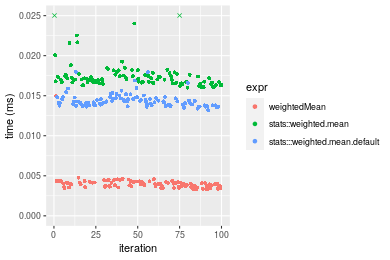 0.025
0.020
0.015
0.010
0.005
0.000
time (ms)
0
25
50
75
100
iteration
expr
weightedMean
stats::weighted.mean
stats:::weighted.mean.default